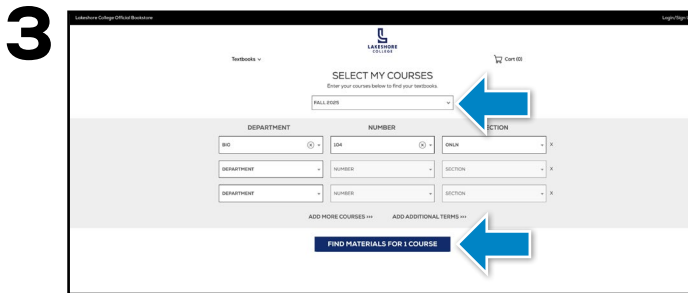 3
Lakeshore College Official Bookstore
Login/Sign
LAKESHORE
COLLEGE
Textbooks
Cart (0)
SELECT MY COURSES
Enter your courses below to find your textbooks.
FALL 2025
DEPARTMENT NUMBER SECTION
BIO 104 ONLN X
DEPARTMENT NUMBER SECTION X
DEPARTMENT NUMBER SECTION X
ADD MORE COURSES ››› ADD ADDITIONAL TERMS ›››
FIND MATERIALS FOR 1 COURSE